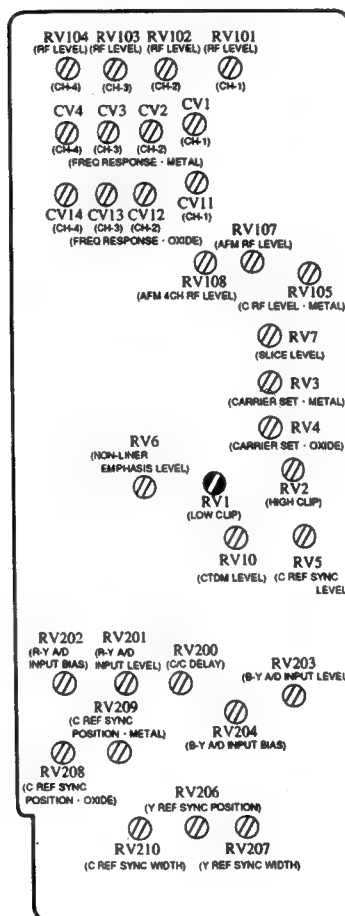 RV104 RV103 RV102 RV101
(RF LEVEL) (RF LEVEL) (RF LEVEL) (RF LEVEL)
(CH-4) (CH-3) (CH-2) (CH-1)
CV4 CV3 CV2 CV1
(CH-4) (CH-3) (CH-2) (CH-1)
(FREQ RESPONSE · METAL)
CV14 CV13 CV12 CV11
(CH-4) (CH-3) (CH-2) (CH-1)
(FREQ RESPONSE · OXIDE)
RV107
(AFM RF LEVEL)
RV108
(AFM 4CH RF LEVEL)
RV105
(C RF LEVEL · METAL)
RV7
(SLICE LEVEL)
RV3
(CARRIER SET · METAL)
RV4
(CARRIER SET · OXIDE)
RV6
(NON-LINER
EMPHASIS LEVEL)
RV1
(LOW CLIP)
RV2
(HIGH CLIP)
RV10
(CTDM LEVEL)
RV5
(C REF SYNC
LEVEL
RV202
(R-Y A/D
INPUT BIAS)
RV201
(R-Y A/D
INPUT LEVEL)
RV200
(C/C DELAY)
RV203
(B-Y A/D INPUT LEVEL)
RV209
(C REF SYNC
POSITION · METAL)
RV204
(B-Y A/D INPUT BIAS)
RV208
(C REF SYNC
POSITION · OXIDE)
RV206
(Y REF SYNC POSITION)
RV210
(C REF SYNC WIDTH)
RV207
(Y REF SYNC WIDTH)